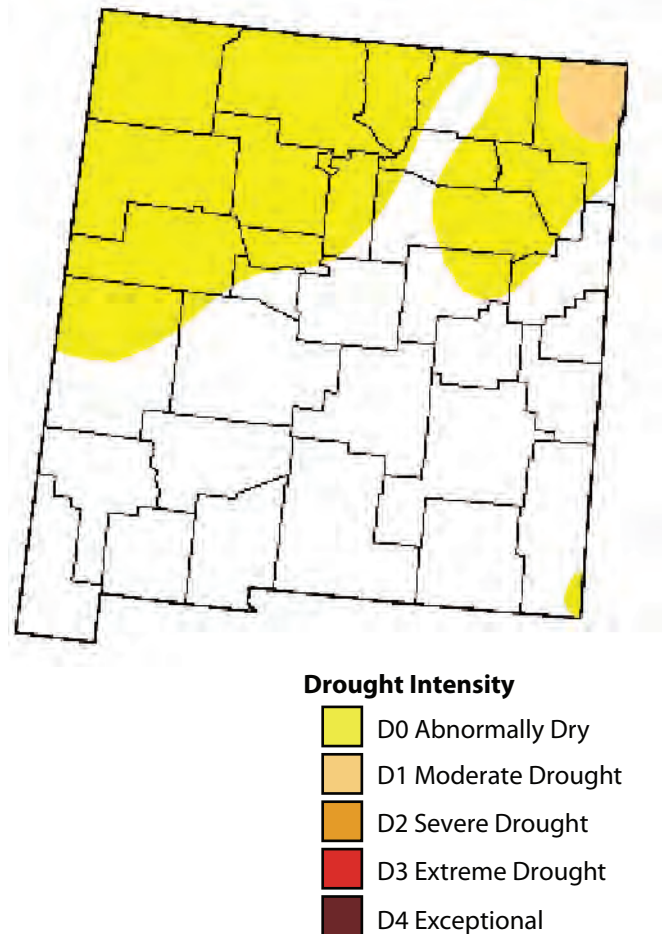 Drought Intensity
D0 Abnormally Dry
D1 Moderate Drought
D2 Severe Drought
D3 Extreme Drought
D4 Exceptional